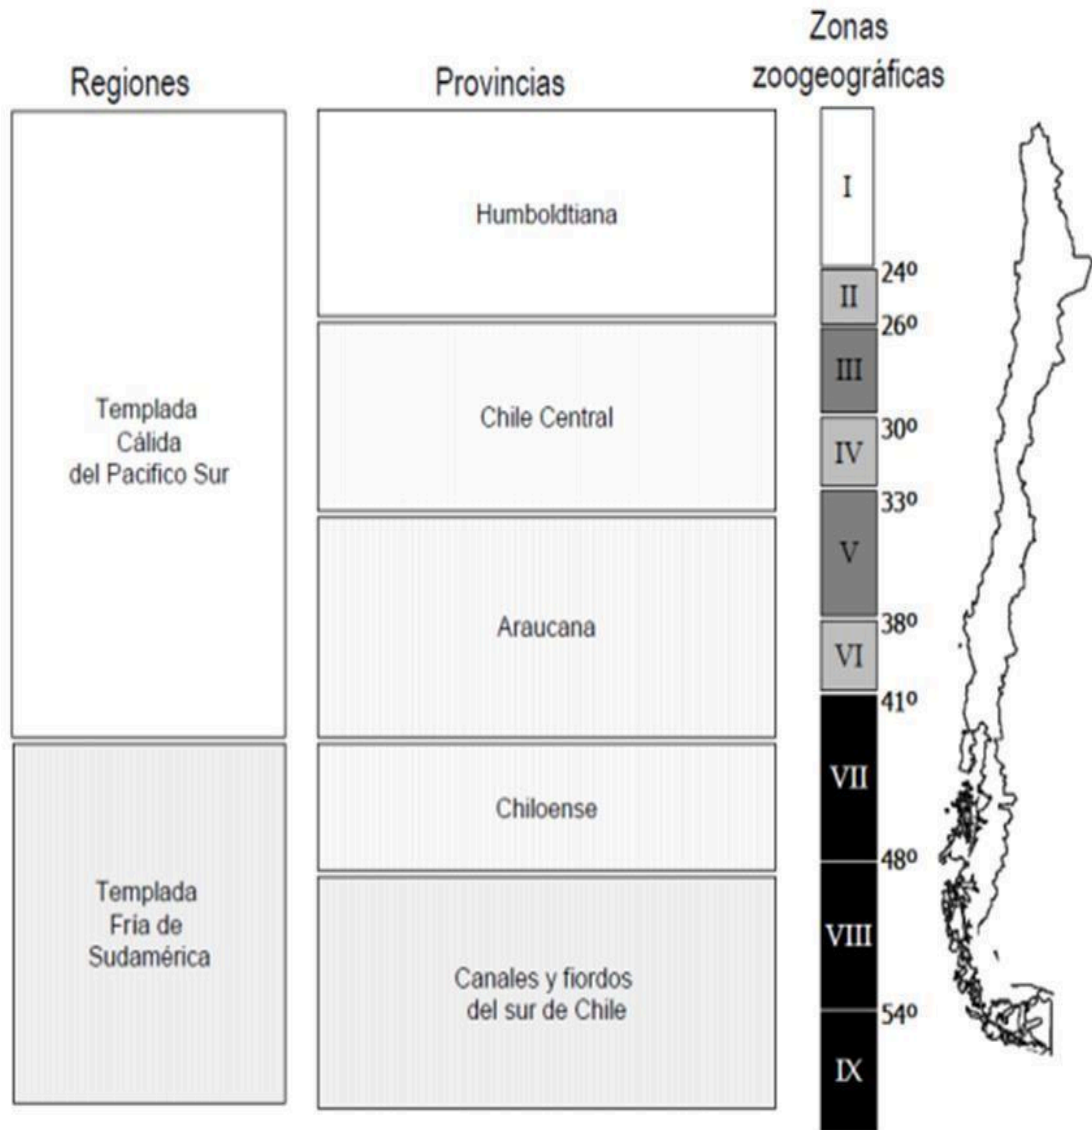 Regiones
Provincias
Zonas
zoogeográficas
Templada
Cálida
del Pacifico Sur
Templada
Fría de
Sudamérica
Humboldtiana
Chile Central
Araucana
Chiloense
Canales y fiordos
del sur de Chile
I
24º
II
26º
III
30º
IV
33º
V
38º
VI
41º
VII
48º
VIII
54º
IX